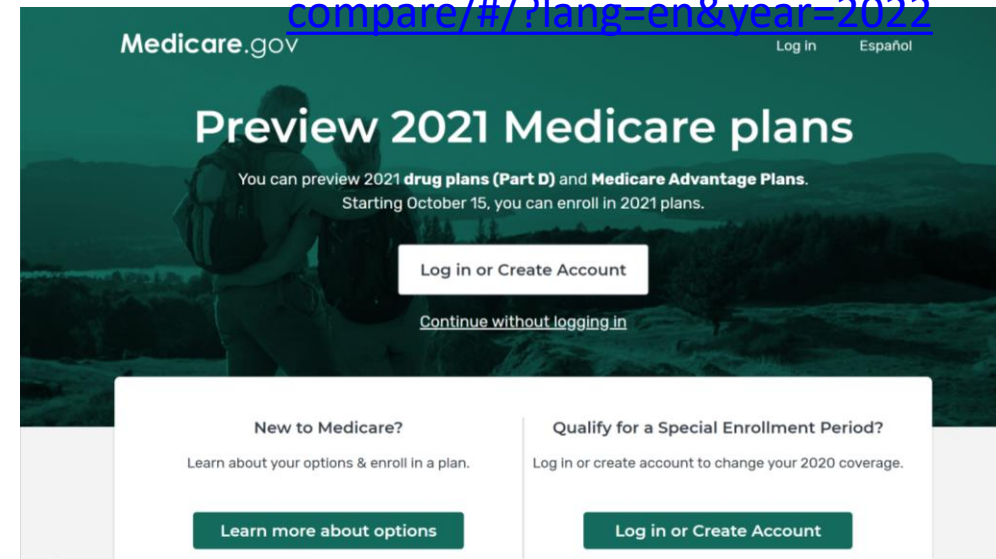 compare/#/?lang=en&year=2022
Medicare.gov
Log in Español
Preview 2021 Medicare plans
You can preview 2021 drug plans (Part D) and Medicare Advantage Plans.
Starting October 15, you can enroll in 2021 plans.
Log in or Create Account
Continue without logging in
New to Medicare?
Learn about your options & enroll in a plan.
Learn more about options
Qualify for a Special Enrollment Period?
Log in or create account to change your 2020 coverage.
Log in or Create Account